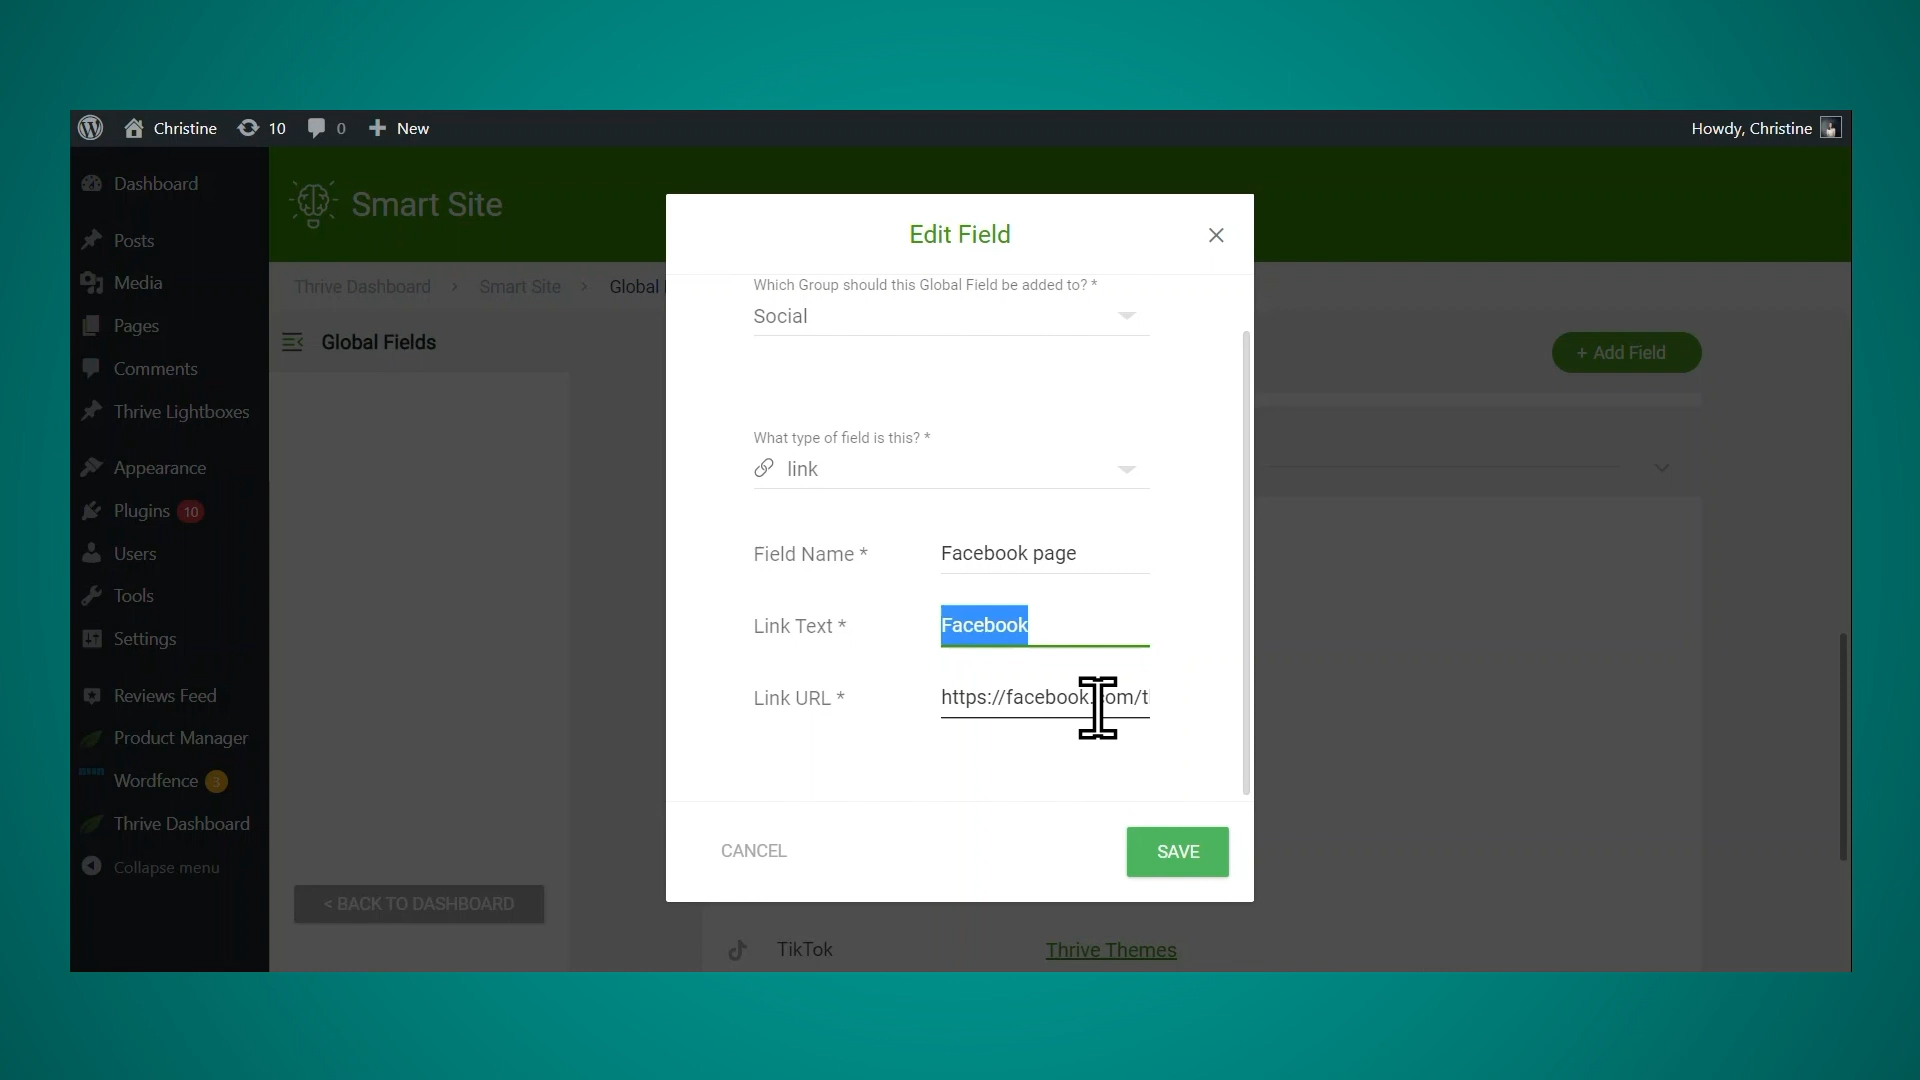 Christine 10 0 New Howdy, Christine
Dashboard
Posts
Media
Pages
Comments
Thrive Lightboxes
Appearance
Plugins 10
Users
Tools
Settings
Reviews Feed
Product Manager
Wordfence 3
Thrive Dashboard
Collapse menu
Smart Site
Thrive Dashboard > Smart Site > Global
Global Fields
+ Add Field
< BACK TO DASHBOARD
Edit Field
Which Group should this Global Field be added to? *
Social
What type of field is this? *
link
Field Name * Facebook page
Link Text * Facebook
Link URL * https://facebook.com/t
CANCEL SAVE
TikTok Thrive Themes